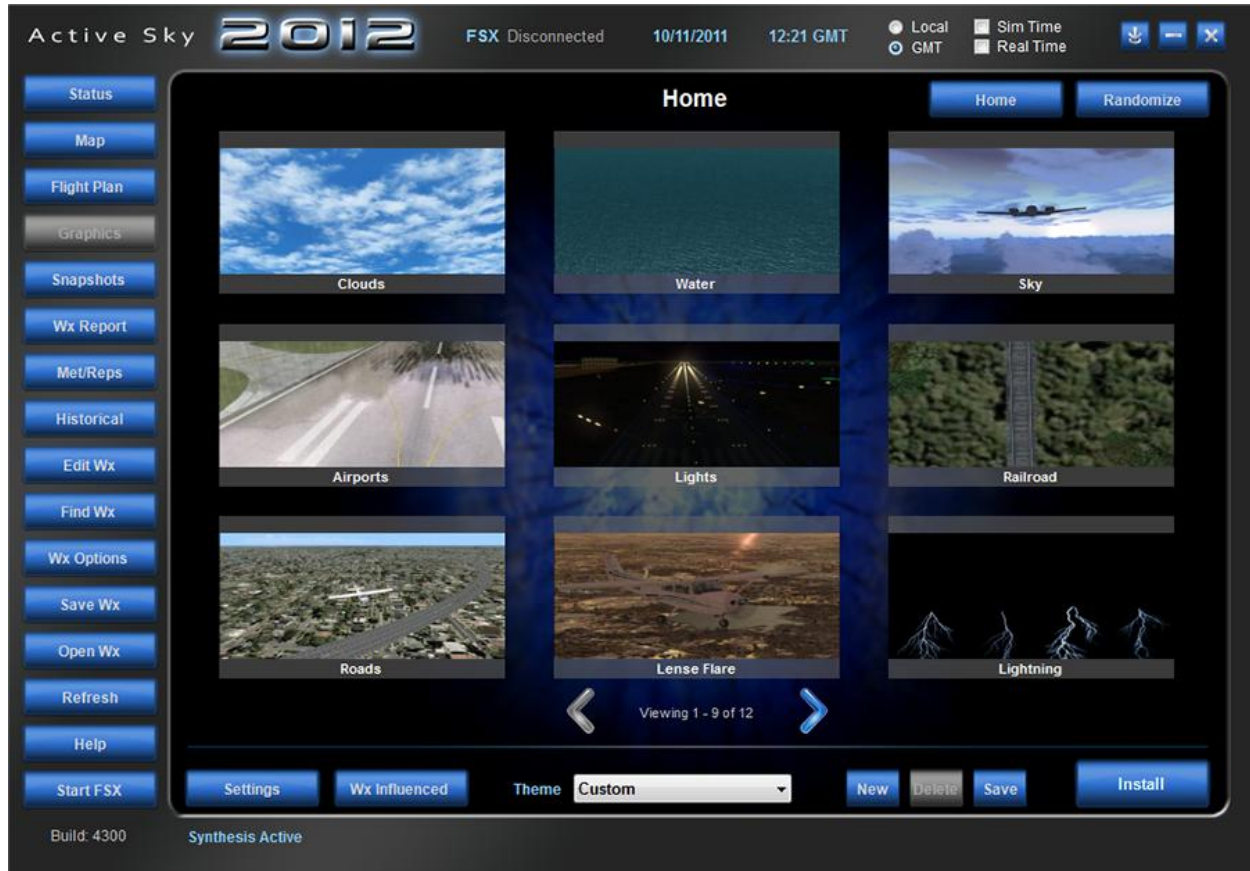 Active Sky 2012
FSX Disconnected
10/11/2011
12:21 GMT
Local
GMT
Sim Time
Real Time
Status
Map
Flight Plan
Graphics
Snapshots
Wx Report
Met/Reps
Historical
Edit Wx
Find Wx
Wx Options
Save Wx
Open Wx
Refresh
Help
Start FSX
Home
Home
Randomize
Clouds
Water
Sky
Airports
Lights
Railroad
Roads
Lense Flare
Lightning
Viewing 1 - 9 of 12
Settings
Wx Influenced
Theme
Custom
New
Delete
Save
Install
Build: 4300
Synthesis Active